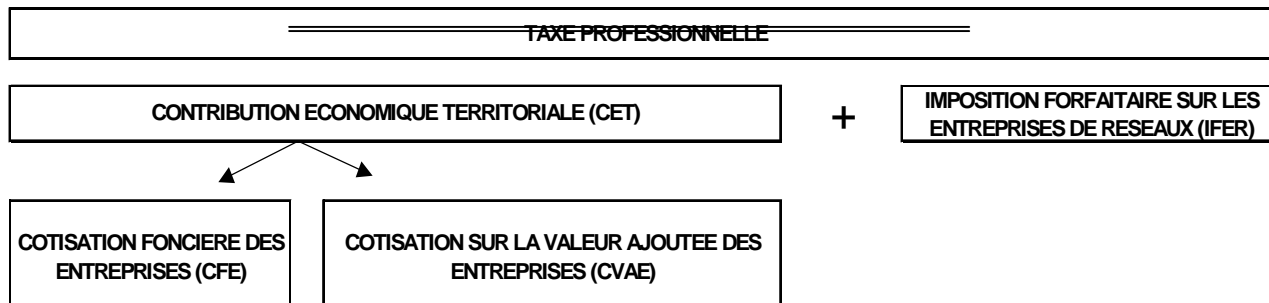 TAXE PROFESSIONNELLE
CONTRIBUTION ECONOMIQUE TERRITORIALE (CET)
+
IMPOSITION FORFAITAIRE SUR LES
ENTREPRISES DE RESEAUX (IFER)
COTISATION FONCIERE DES
ENTREPRISES (CFE)
COTISATION SUR LA VALEUR AJOUTEE DES
ENTREPRISES (CVAE)